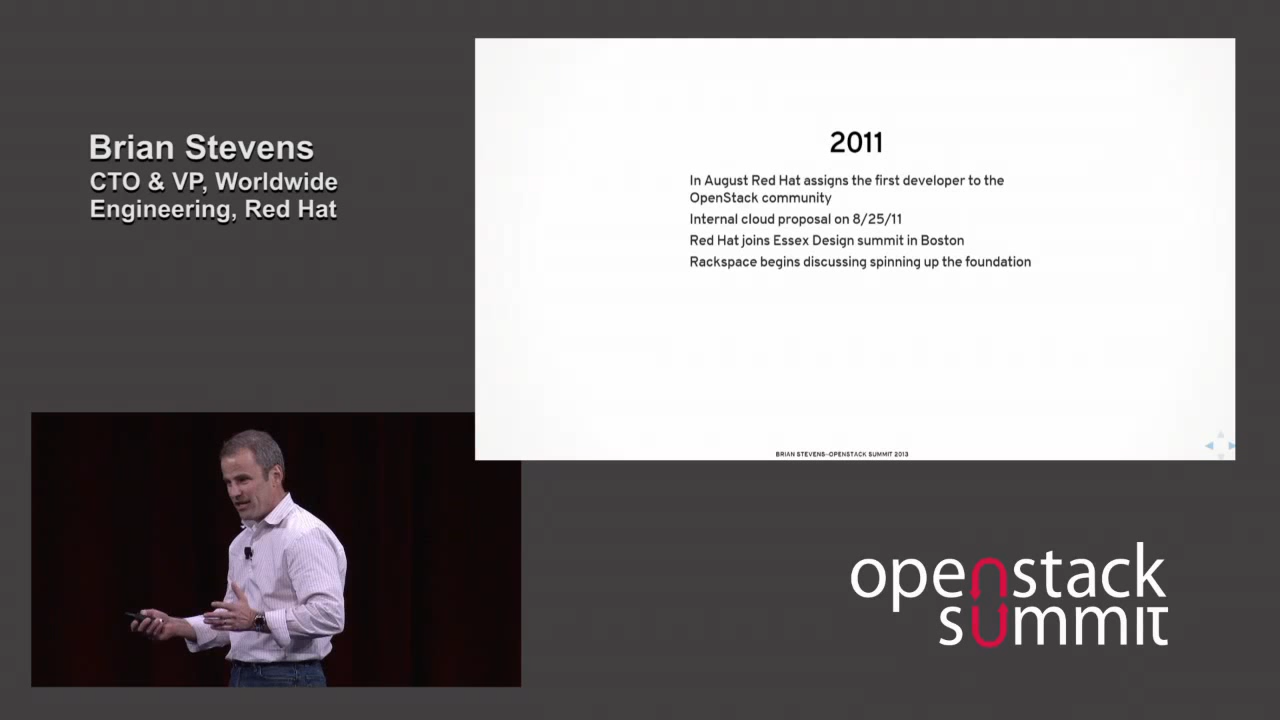 Brian Stevens
CTO & VP, Worldwide
Engineering, Red Hat
2011
In August Red Hat assigns the first developer to the
OpenStack community
Internal cloud proposal on 8/25/11
Red Hat joins Essex Design summit in Boston
Rackspace begins discussing spinning up the foundation
BRIAN STEVENS-OPENSTACK SUMMIT 2013
openstack
summit